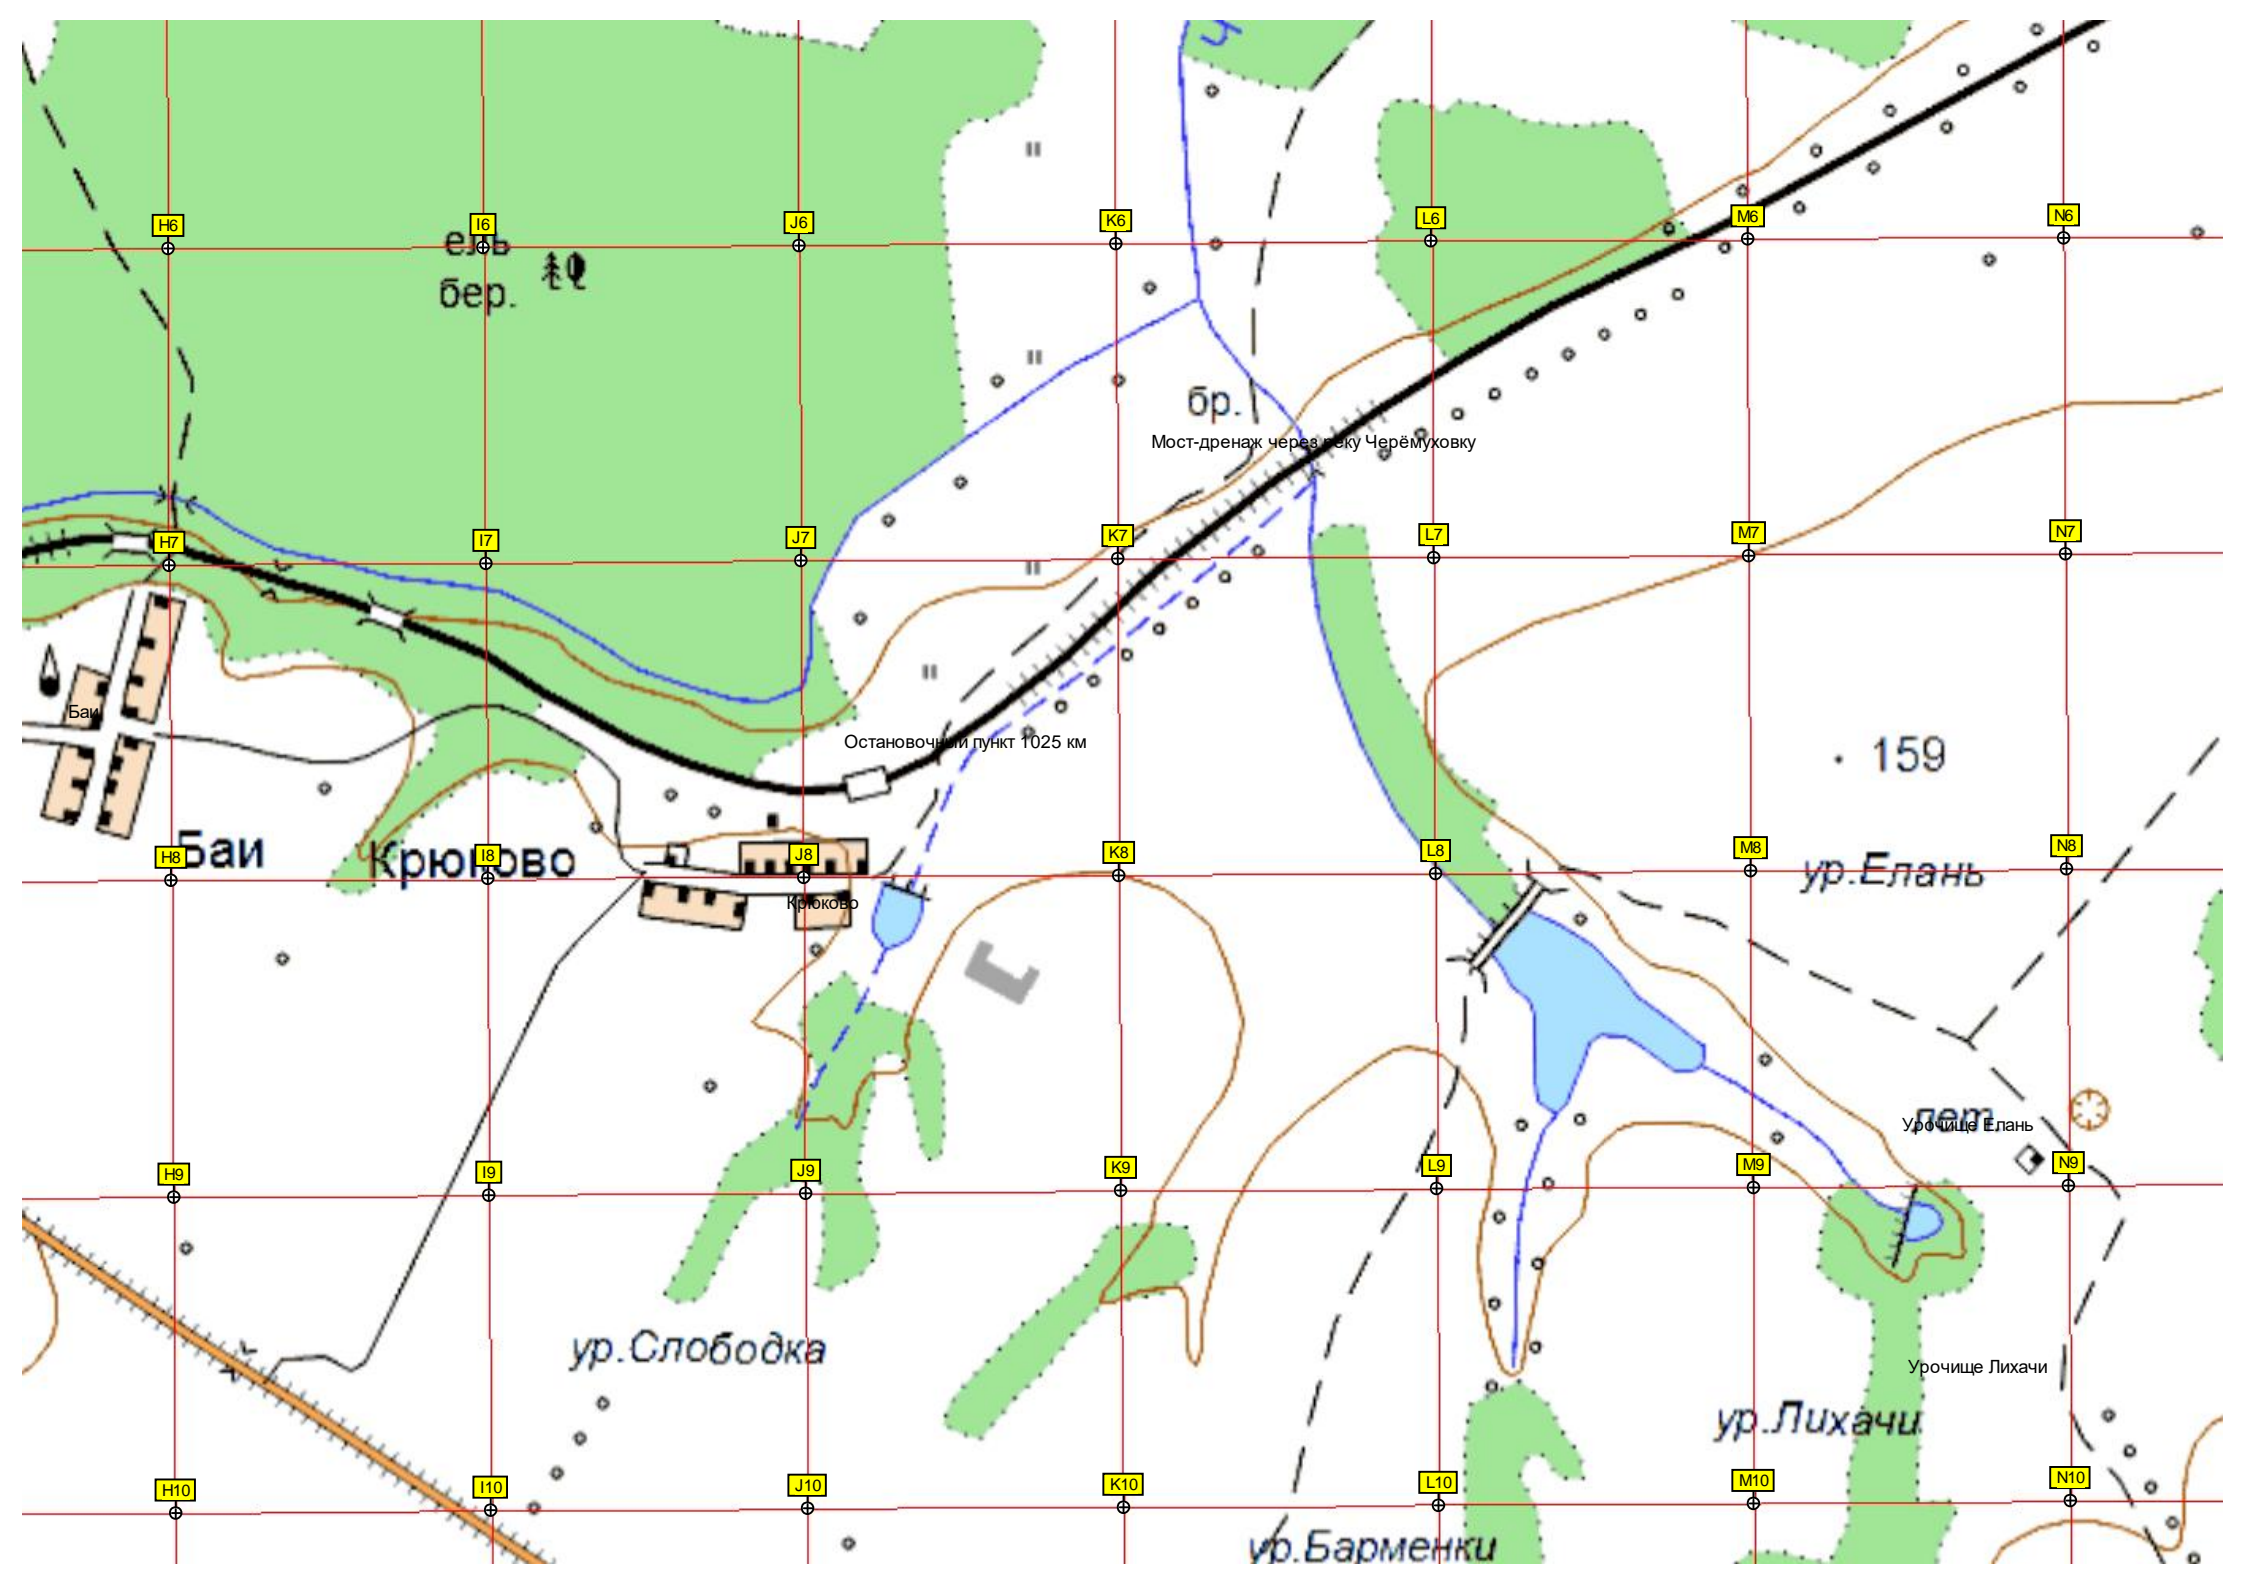 Ч
H6
I6
J6
K6
L6
M6
N6
ель
бер.
бр.
Мост-дренаж через реку Черёмуховку
H7
I7
J7
K7
L7
M7
N7
Баи
Остановочный пункт 1025 км
159
H8
Баи
Крюково
I8
J8
K8
L8
M8
N8
ур.Елань
Крюково
лет.
Урочище Елань
H9
I9
J9
K9
L9
M9
N9
ур.Слободка
Урочище Лихачи
ур.Лихачи
H10
I10
J10
K10
L10
M10
N10
ур.Барменки